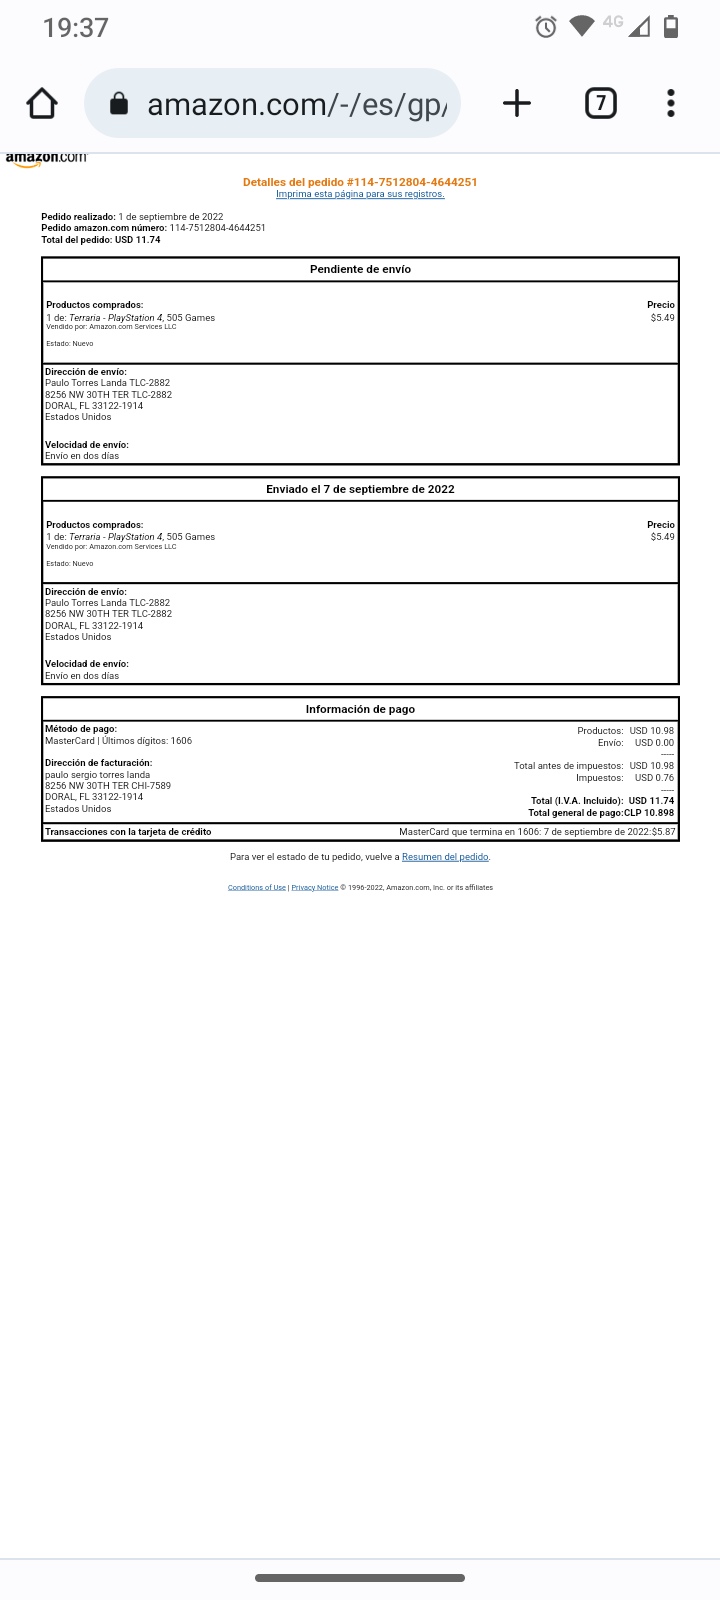 19:37
4G
amazon.com/-/es/gp/
7
amazon.com
Detalles del pedido #114-7512804-4644251
Imprima esta página para sus registros.
Pedido realizado: 1 de septiembre de 2022
Pedido amazon.com número: 114-7512804-4644251
Total del pedido: USD 11.74
Pendiente de envío
Productos comprados: Precio
1 de: Terraria - PlayStation 4, 505 Games $5.49
Vendido por: Amazon.com Services LLC
Estado: Nuevo
Dirección de envío:
Paulo Torres Landa TLC-2882
8256 NW 30TH TER TLC-2882
DORAL, FL 33122-1914
Estados Unidos
Velocidad de envío:
Envío en dos días
Enviado el 7 de septiembre de 2022
Productos comprados: Precio
1 de: Terraria - PlayStation 4, 505 Games $5.49
Vendido por: Amazon.com Services LLC
Estado: Nuevo
Dirección de envío:
Paulo Torres Landa TLC-2882
8256 NW 30TH TER TLC-2882
DORAL, FL 33122-1914
Estados Unidos
Velocidad de envío:
Envío en dos días
Información de pago
Método de pago:
MasterCard | Últimos dígitos: 1606
Dirección de facturación:
paulo sergio torres landa
8256 NW 30TH TER CHI-7589
DORAL, FL 33122-1914
Estados Unidos
Productos: USD 10.98
Envío: USD 0.00
-----
Total antes de impuestos: USD 10.98
Impuestos: USD 0.76
-----
Total (I.V.A. Incluido): USD 11.74
Total general de pago:CLP 10.898
Transacciones con la tarjeta de crédito MasterCard que termina en 1606: 7 de septiembre de 2022:$5.87
Para ver el estado de tu pedido, vuelve a Resumen del pedido.
Conditions of Use | Privacy Notice © 1996-2022, Amazon.com, Inc. or its affiliates